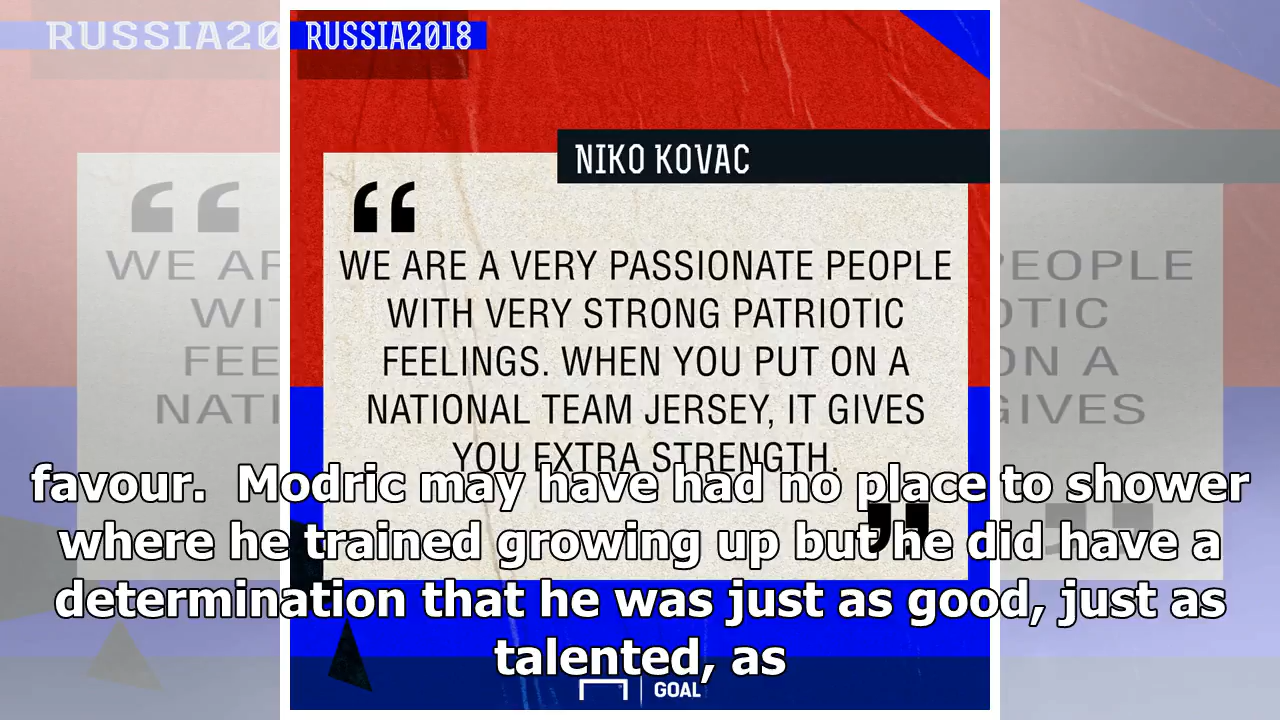 RUSSIA20
RUSSIA2018
NIKO KOVAC
“
WE ARE A VERY PASSIONATE PEOPLE
WITH VERY STRONG PATRIOTIC
FEELINGS. WHEN YOU PUT ON A
NATIONAL TEAM JERSEY, IT GIVES
YOU EXTRA STRENGTH.
”
favour. Modric may have had no place to shower
where he trained growing up but he did have a
determination that he was just as good, just as
talented, as
GOAL